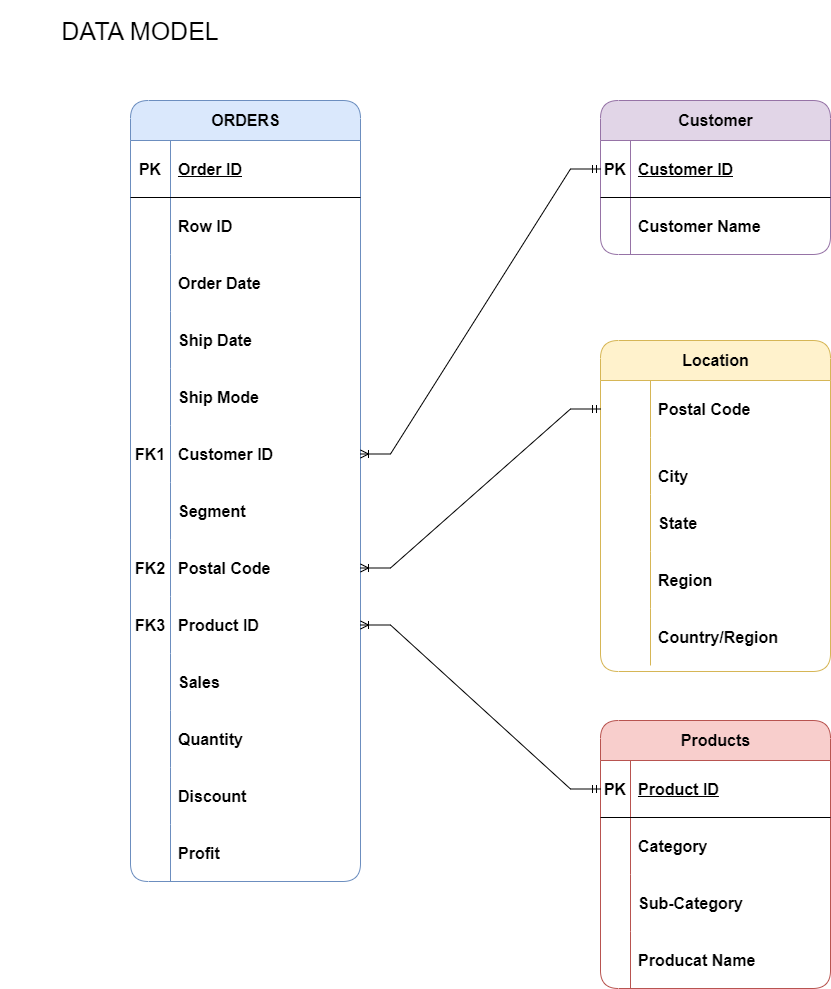 DATA MODEL
ORDERS
PK Order ID
Row ID
Order Date
Ship Date
Ship Mode
FK1 Customer ID
Segment
FK2 Postal Code
FK3 Product ID
Sales
Quantity
Discount
Profit
Customer
PK Customer ID
Customer Name
Location
Postal Code
City
State
Region
Country/Region
Products
PK Product ID
Category
Sub-Category
Producat Name